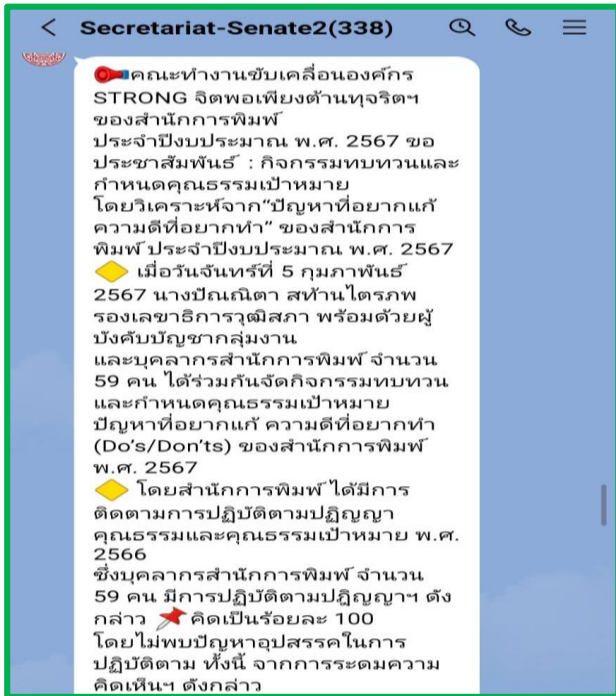 Secretariat-Senate2(338)
คณะทำงานขับเคลื่อนองค์กร
STRONG จิตพอเพียงต้านทุจริตฯ
ของสำนักการพิมพ์
ประจำปีงบประมาณ พ.ศ. 2567 ขอ
ประชาสัมพันธ์ : กิจกรรมทบทวนและ
กำหนดคุณธรรมเป้าหมาย
โดยวิเคราะห์จาก“ปัญหาที่อยากแก้
ความดีที่อยากทำ” ของสำนักการ
พิมพ์ ประจำปีงบประมาณ พ.ศ. 2567
เมื่อวันจันทร์ที่ 5 กุมภาพันธ์
2567 นางปัณณิตา สท้านไตรภพ
รองเลขาธิการวุฒิสภา พร้อมด้วยผู้
บังคับบัญชากลุ่มงาน
และบุคลากรสำนักการพิมพ์ จำนวน
59 คน ได้ร่วมกันจัดกิจกรรมทบทวน
และกำหนดคุณธรรมเป้าหมาย
ปัญหาที่อยากแก้ ความดีที่อยากทำ
(Do’s/Don’ts) ของสำนักการพิมพ์
พ.ศ. 2567
โดยสำนักการพิมพ์ ได้มีการ
ติดตามการปฏิบัติตามปฏิญญา
คุณธรรมและคุณธรรมเป้าหมาย พ.ศ.
2566
ซึ่งบุคลากรสำนักการพิมพ์ จำนวน
59 คน มีการปฏิบัติตามปฏิญญาฯ ดัง
กล่าว คิดเป็นร้อยละ 100
โดยไม่พบปัญหาอุปสรรคในการ
ปฏิบัติตาม ทั้งนี้ จากการระดมความ
คิดเห็นฯ ดังกล่าว